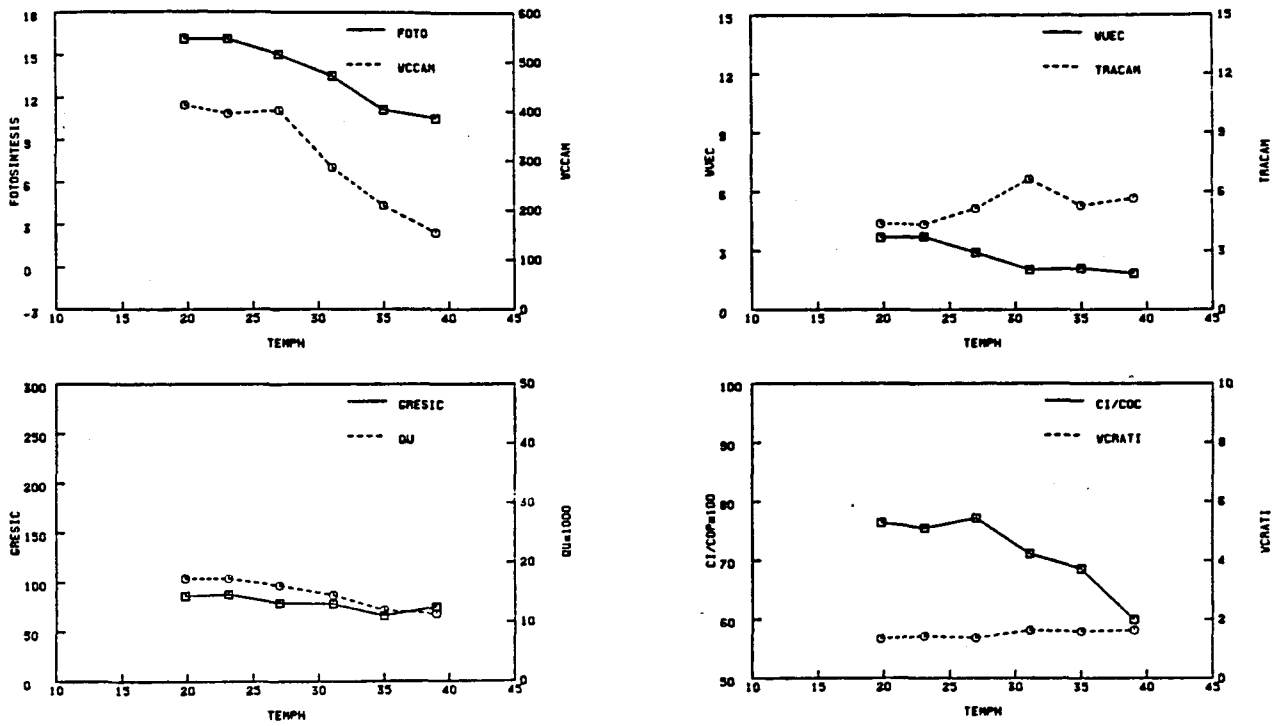 18
15
12
9
6
3
0
-3
FOTOSINTESIS
600
500
400
300
200
100
0
WCCAM
FOTO
WCCAM
10 15 20 25 30 35 40 45
TEMPH
15
12
9
6
3
0
WUEC
15
12
9
6
3
0
TRACAM
WUEC
TRACAM
10 15 20 25 30 35 40 45
TEMPH
300
250
200
150
100
50
0
GRESIC
50
40
30
20
10
0
QU=1000
GRESIC
QU
10 15 20 25 30 35 40 45
TEMPH
100
90
80
70
60
50
CI/COP=100
10
8
6
4
2
0
WCRATI
CI/COC
WCRATI
10 15 20 25 30 35 40 45
TEMPH